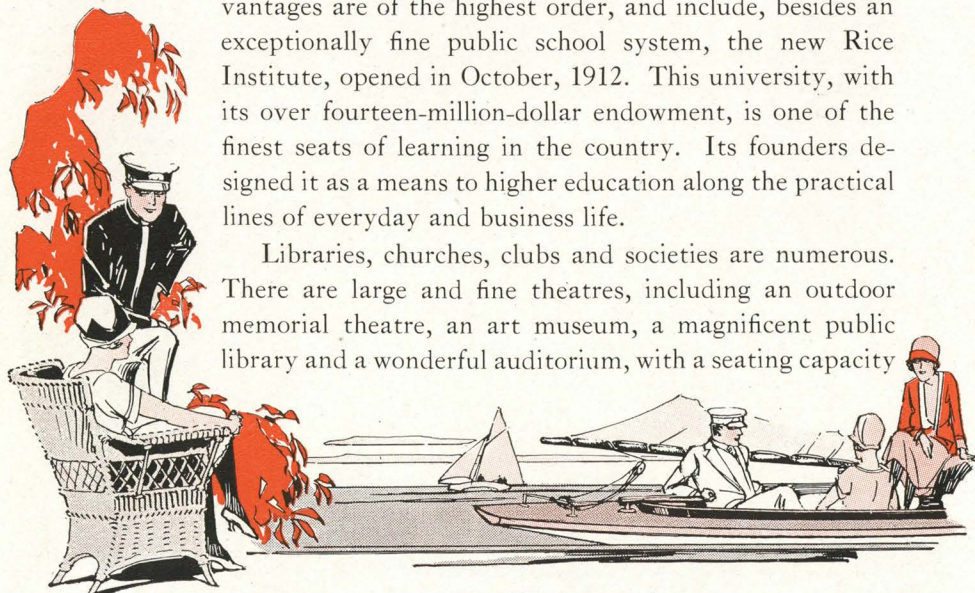 vantages are of the highest order, and include, besides an
exceptionally fine public school system, the new Rice
Institute, opened in October, 1912. This university, with
its over fourteen-million-dollar endowment, is one of the
finest seats of learning in the country. Its founders de-
signed it as a means to higher education along the practical
lines of everyday and business life.
Libraries, churches, clubs and societies are numerous.
There are large and fine theatres, including an outdoor
memorial theatre, an art museum, a magnificent public
library and a wonderful auditorium, with a seating capacity